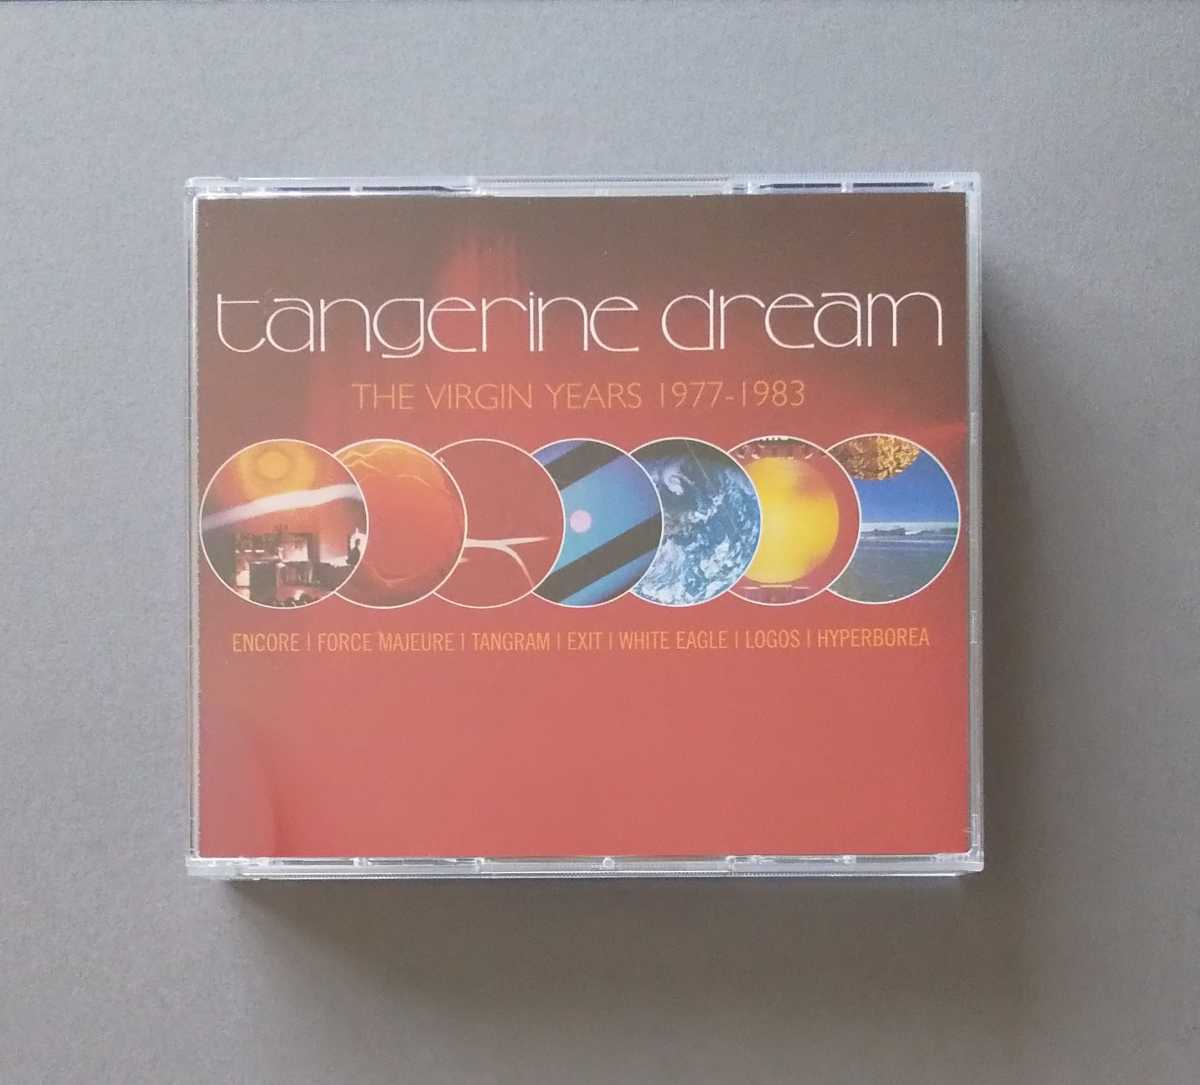 tangerine dream
THE VIRGIN YEARS 1977-1983
ENCORE | FORCE MAJEURE | TANGRAM | EXIT | WHITE EAGLE | LOGOS | HYPERBOREA